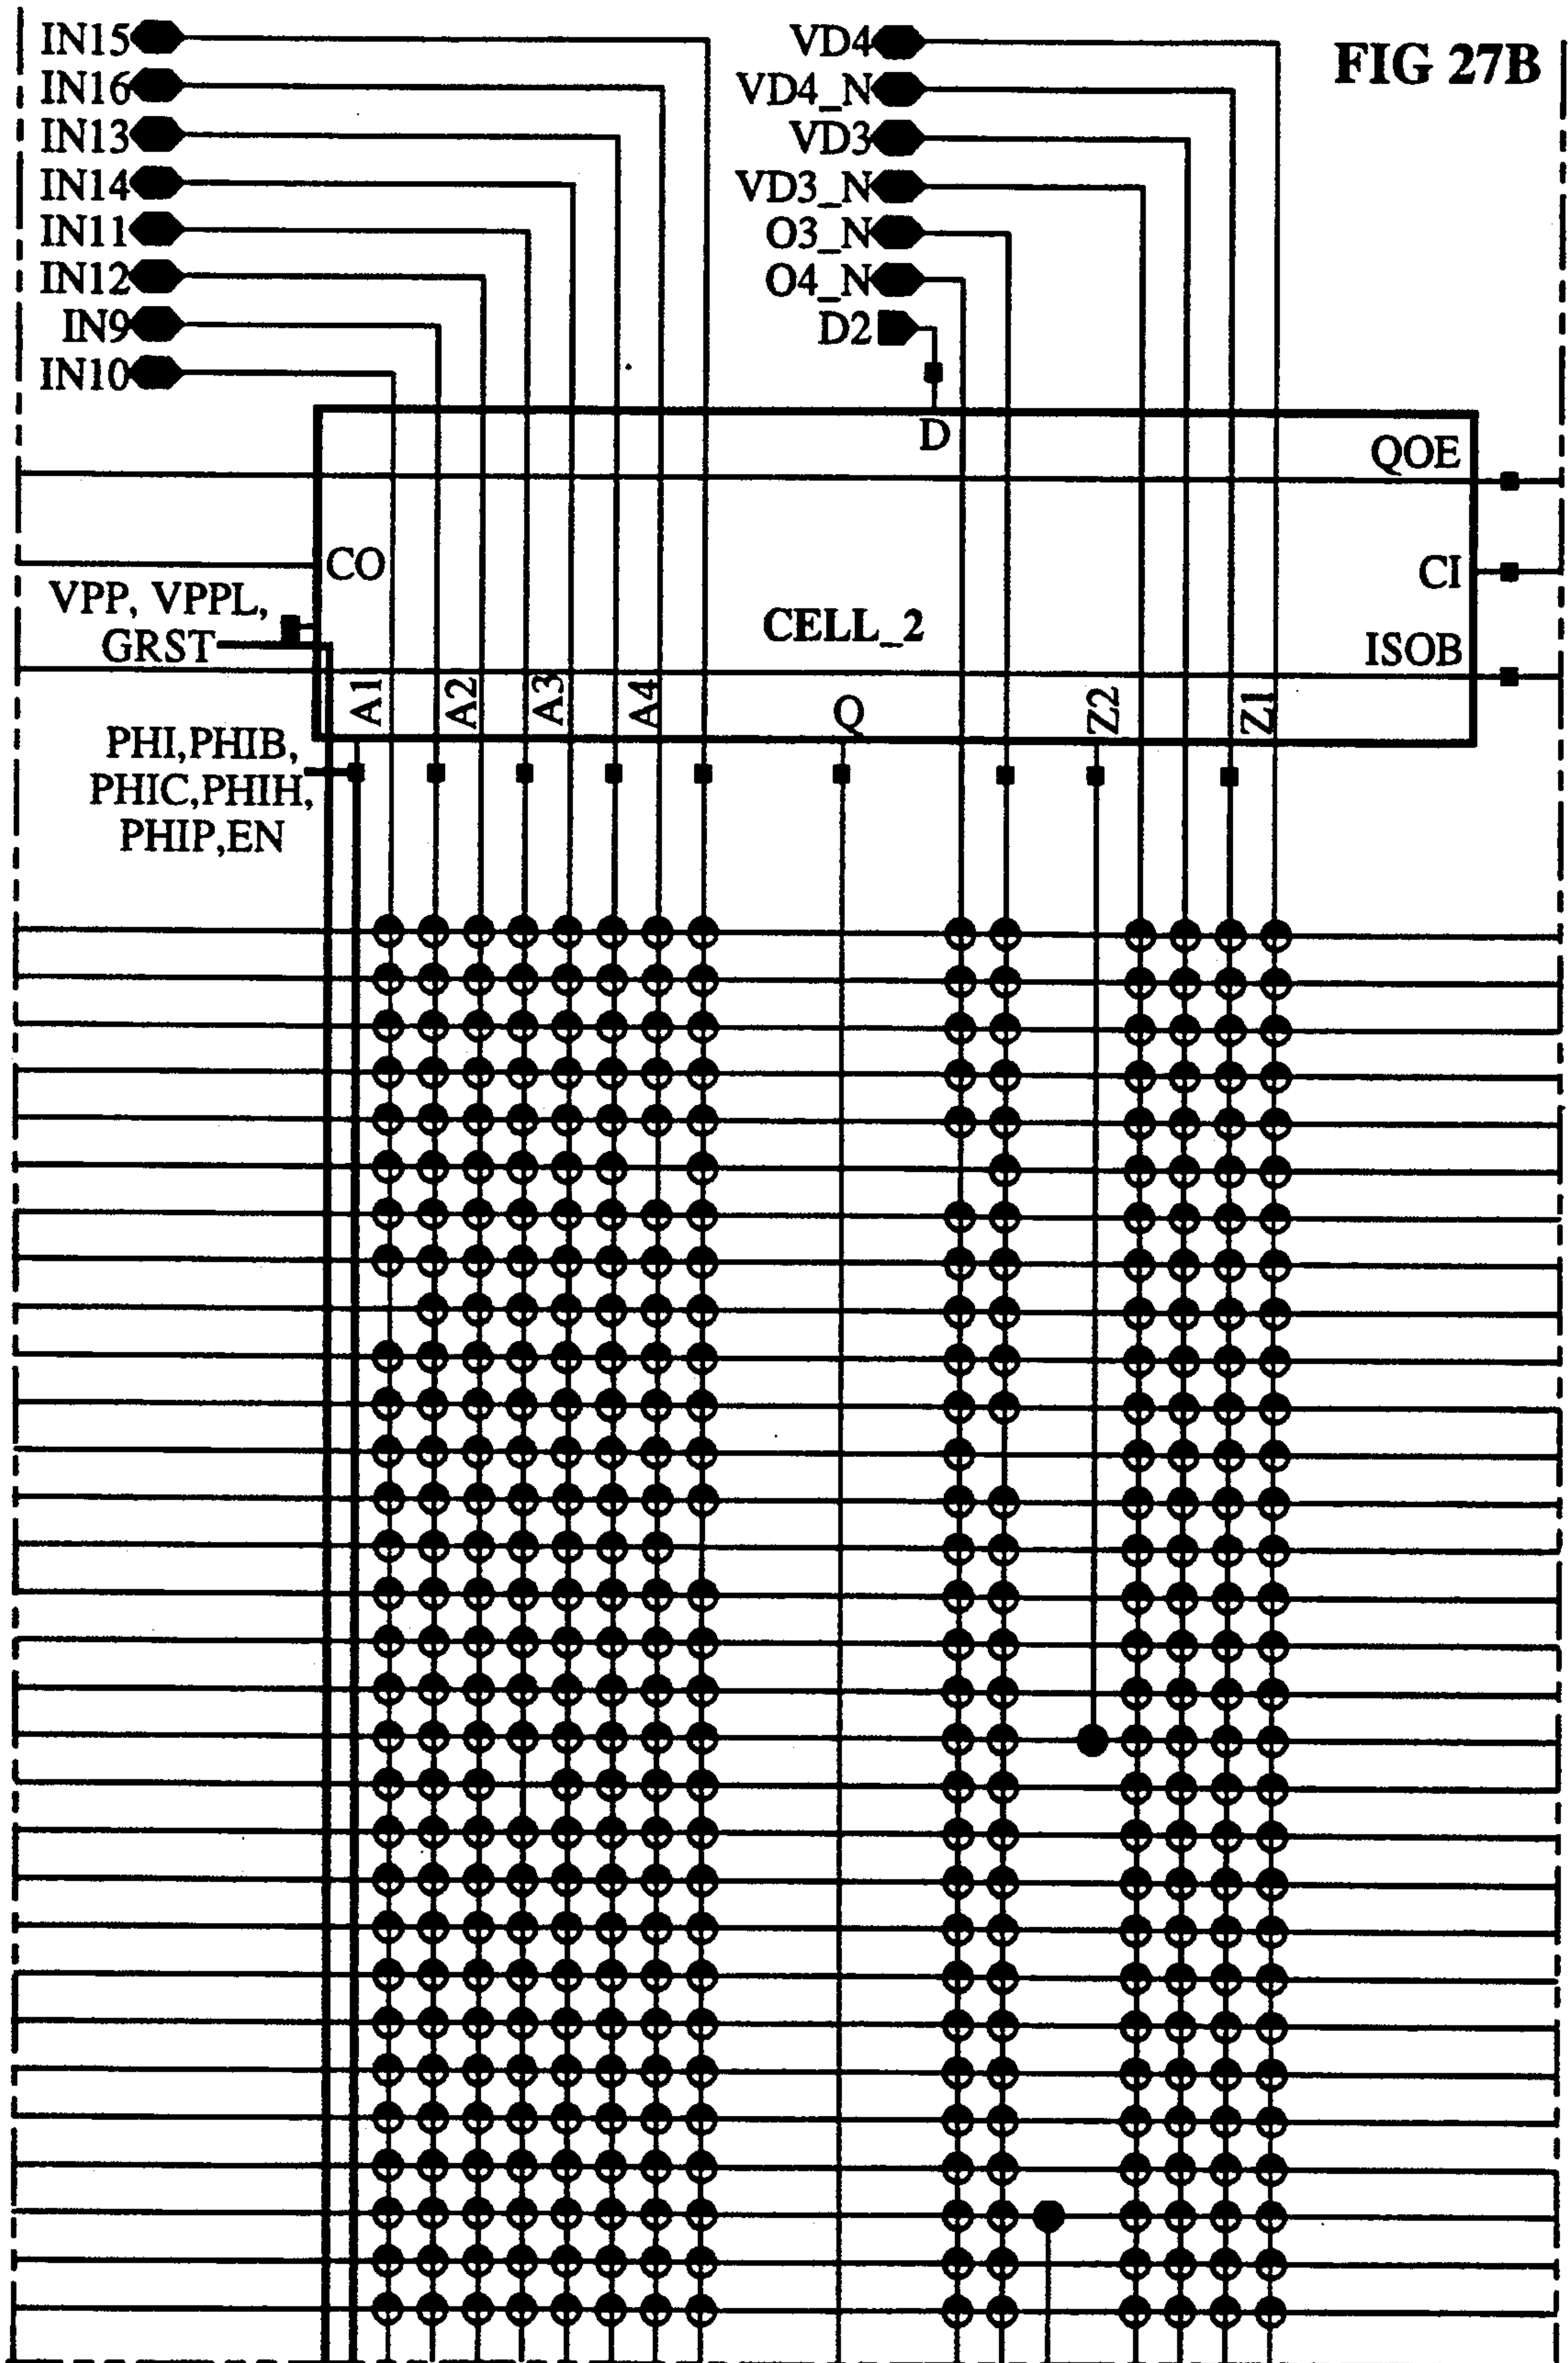 IN15
IN16
IN13
IN14
IN11
IN12
IN9
IN10
VD4
VD4_N
VD3
VD3_N
O3_N
O4_N
D2
FIG 27B
D
QOE
CO
CI
VPP, VPPL,
GRST
CELL_2
ISOB
A1
A2
A3
A4
Q
Z2
Z1
PHI,PHIB,
PHIC,PHIH,
PHIP,EN